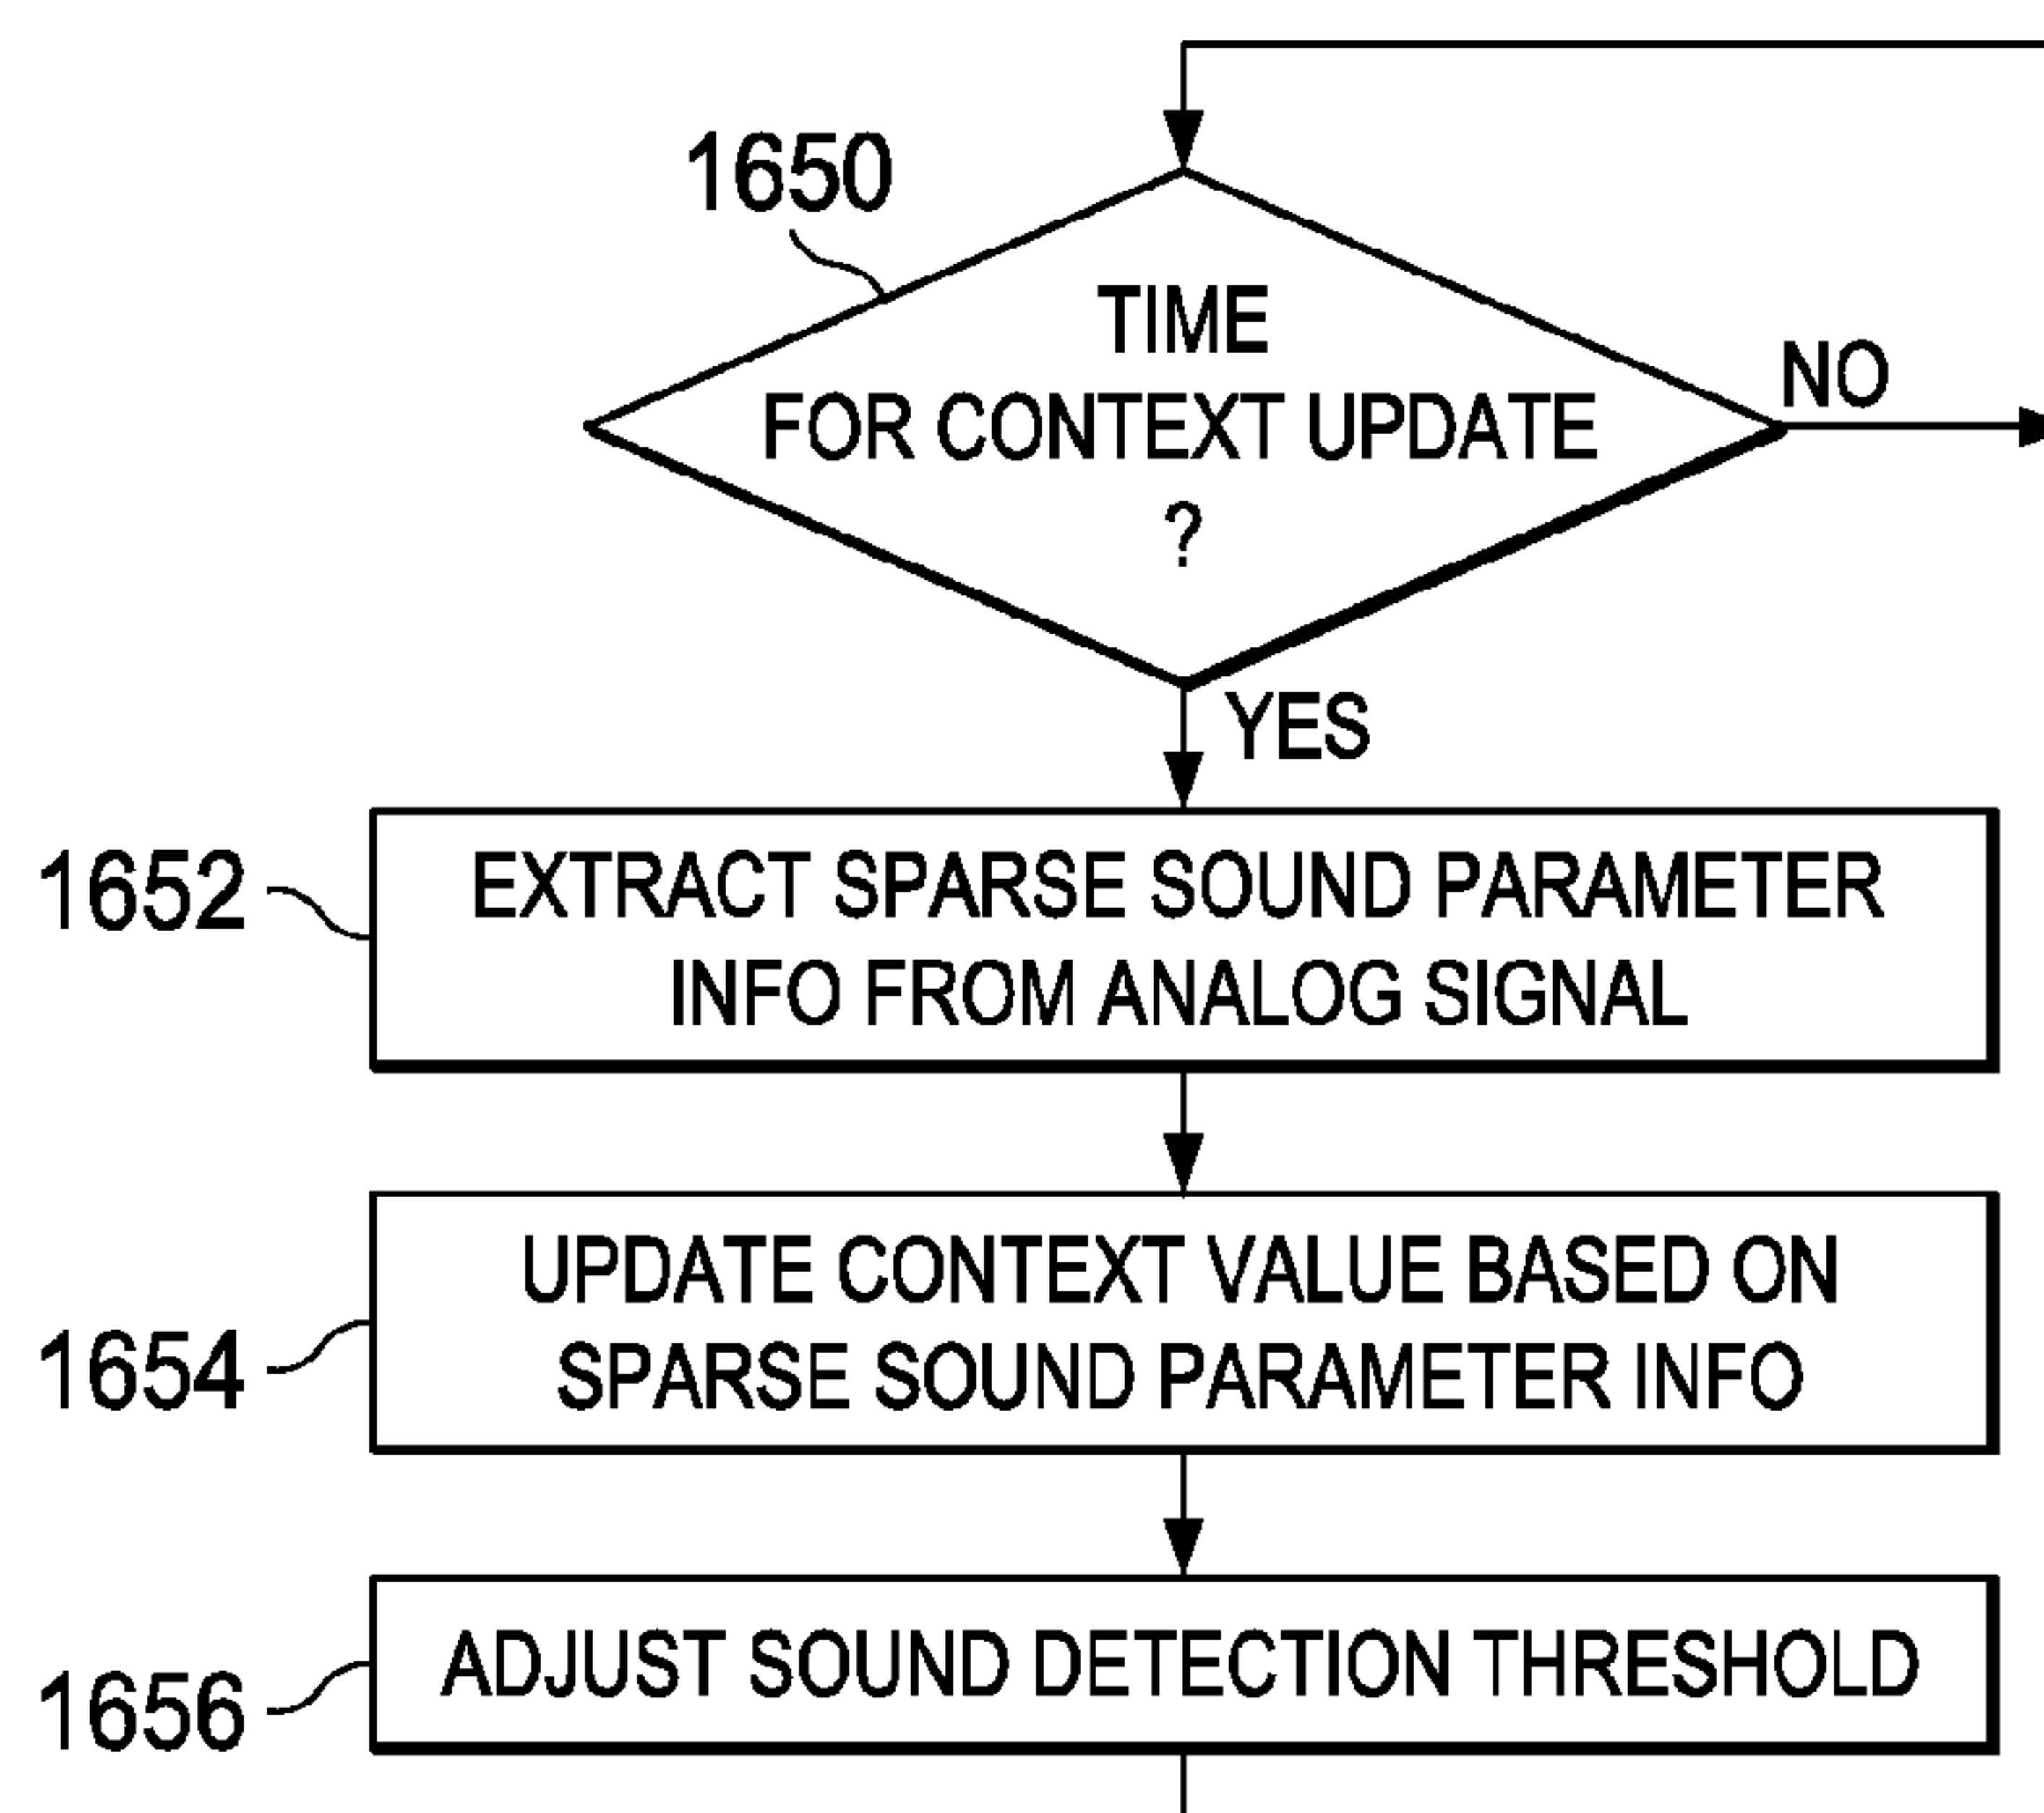 1650
TIME
FOR CONTEXT UPDATE
?
NO
YES
1652
EXTRACT SPARSE SOUND PARAMETER
INFO FROM ANALOG SIGNAL
1654
UPDATE CONTEXT VALUE BASED ON
SPARSE SOUND PARAMETER INFO
1656
ADJUST SOUND DETECTION THRESHOLD